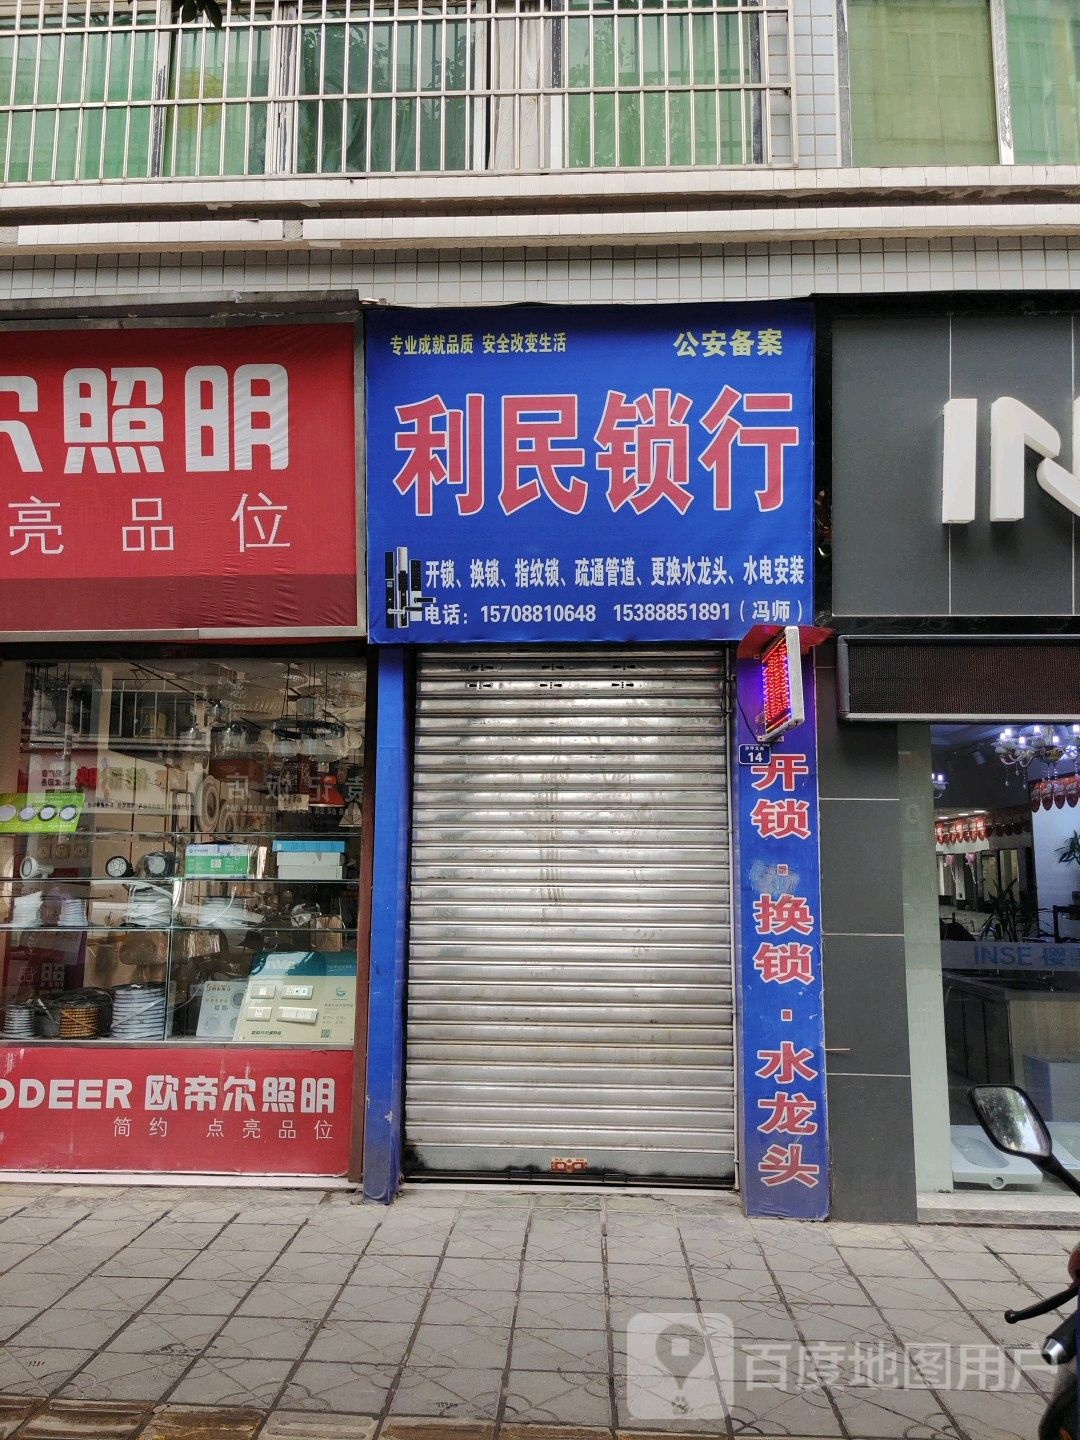 专业成就品质 安全改变生活
公安备案
利民锁行
开锁、换锁、指纹锁、疏通管道、更换水龙头、水电安装
电话：15708810648 15388851891（冯师）
尔照明
亮品位
IN
14
开锁·换锁·水龙头
INSE 樱
照明
ODEER 欧帝尔照明
简约 点亮品位
百度地图用户